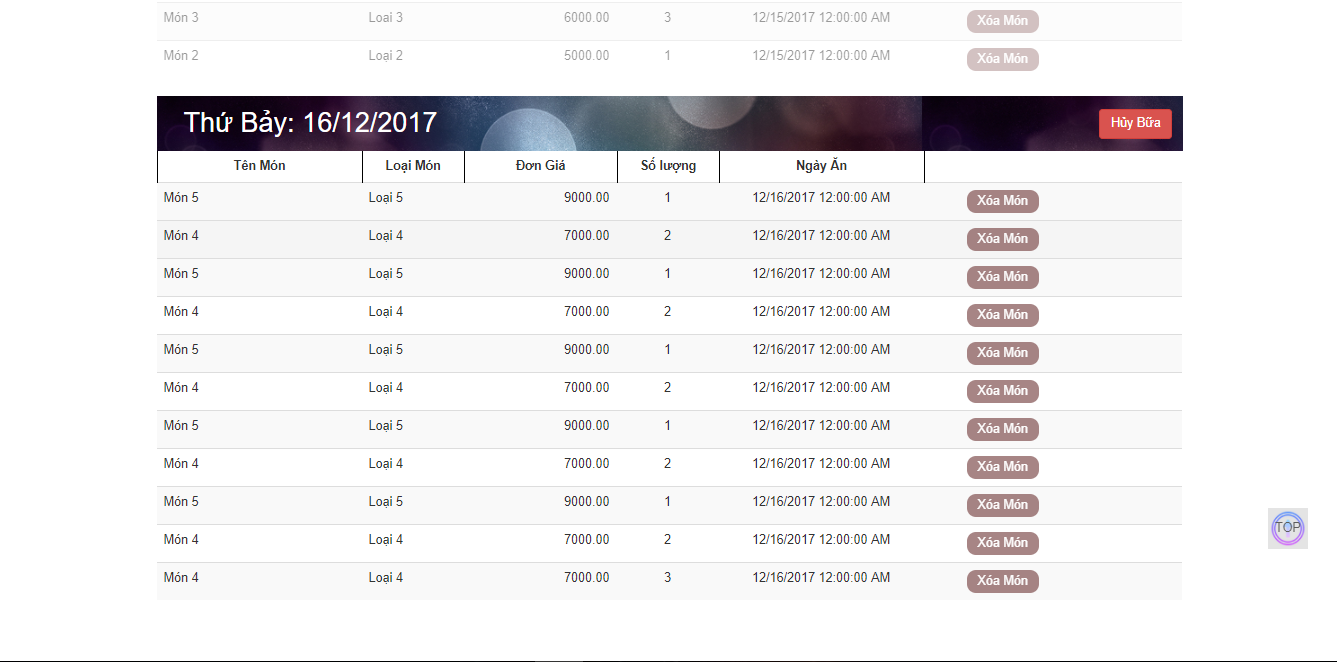 Món 3 Loại 3 6000.00 3 12/15/2017 12:00:00 AM Xóa Món
Món 2 Loại 2 5000.00 1 12/15/2017 12:00:00 AM Xóa Món
Thứ Bảy: 16/12/2017 Hủy Bữa
Tên Món Loại Món Đơn Giá Số lượng Ngày Ăn
Món 5 Loại 5 9000.00 1 12/16/2017 12:00:00 AM Xóa Món
Món 4 Loại 4 7000.00 2 12/16/2017 12:00:00 AM Xóa Món
Món 5 Loại 5 9000.00 1 12/16/2017 12:00:00 AM Xóa Món
Món 4 Loại 4 7000.00 2 12/16/2017 12:00:00 AM Xóa Món
Món 5 Loại 5 9000.00 1 12/16/2017 12:00:00 AM Xóa Món
Món 4 Loại 4 7000.00 2 12/16/2017 12:00:00 AM Xóa Món
Món 5 Loại 5 9000.00 1 12/16/2017 12:00:00 AM Xóa Món
Món 4 Loại 4 7000.00 2 12/16/2017 12:00:00 AM Xóa Món
Món 5 Loại 5 9000.00 1 12/16/2017 12:00:00 AM Xóa Món
TOP
Món 4 Loại 4 7000.00 2 12/16/2017 12:00:00 AM Xóa Món
Món 4 Loại 4 7000.00 3 12/16/2017 12:00:00 AM Xóa Món